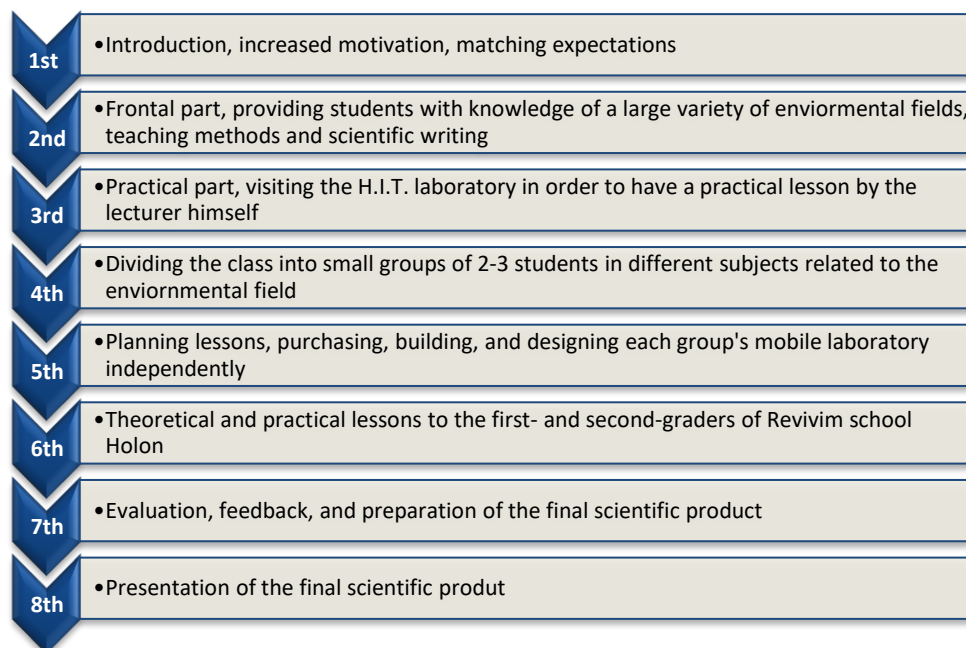 1st
•Introduction, increased motivation, matching expectations
2nd
•Frontal part, providing students with knowledge of a large variety of enviormental fields,
teaching methods and scientific writing
3rd
•Practical part, visiting the H.I.T. laboratory in order to have a practical lesson by the
lecturer himself
4th
•Dividing the class into small groups of 2-3 students in different subjects related to the
enviornmental field
5th
•Planning lessons, purchasing, building, and designing each group's mobile laboratory
independently
6th
•Theoretical and practical lessons to the first- and second-graders of Revivim school
Holon
7th
•Evaluation, feedback, and preparation of the final scientific product
8th
•Presentation of the final scientific produt